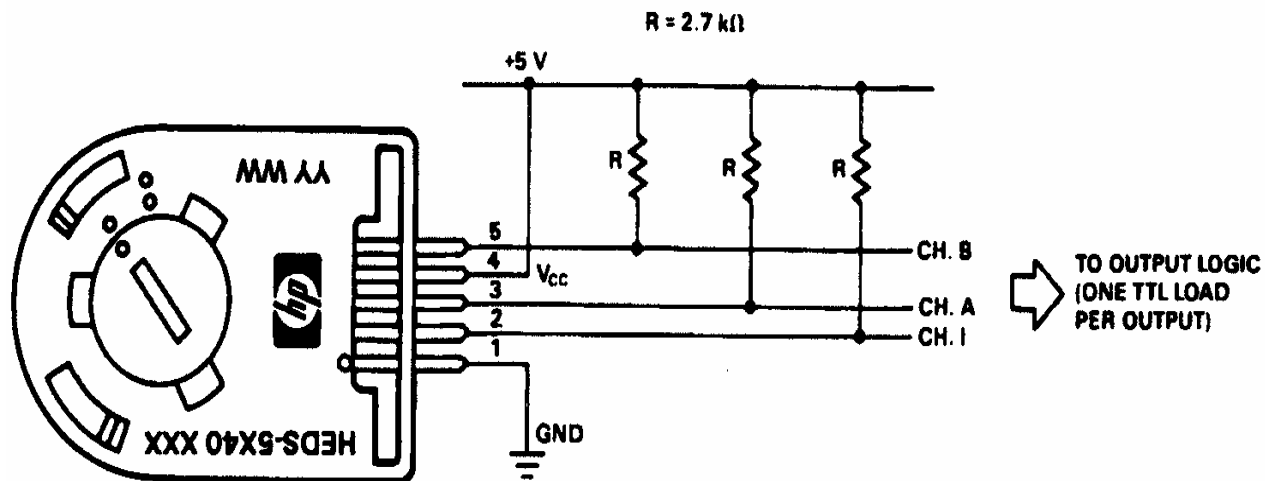 R = 2.7 kΩ
+5 V
R
R
R
YY WW
hp
HEDS-5X40 XXX
5
4
VCC
3
2
1
GND
CH. B
CH. A
CH. I
TO OUTPUT LOGIC
(ONE TTL LOAD
PER OUTPUT)